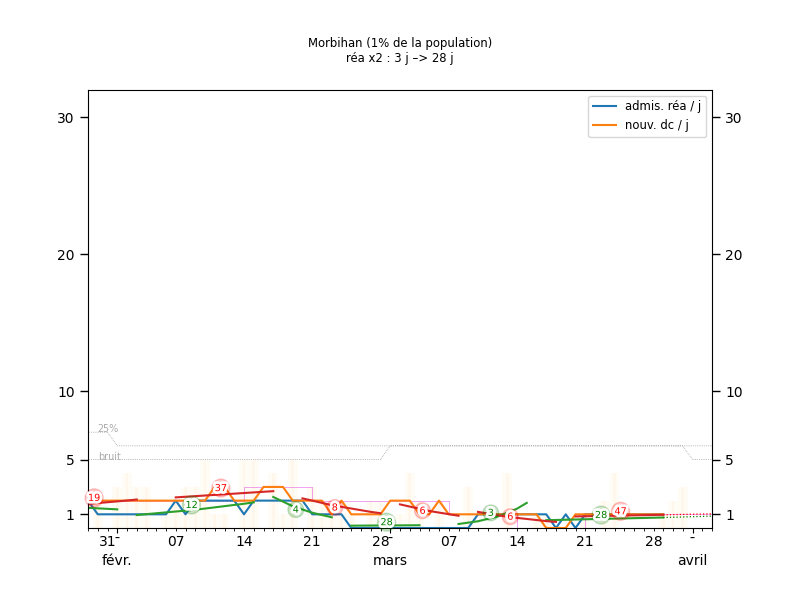 Morbihan (1% de la population)
réa x2 : 3 j –> 28 j
admis. réa / j
nouv. dc / j
30 30
20 20
10 10
5 5
1 1
25%
bruit
19 12 37 4 8 28 6 3 6 28 47
31 07 14 21 28 07 14 21 28
févr. mars avril